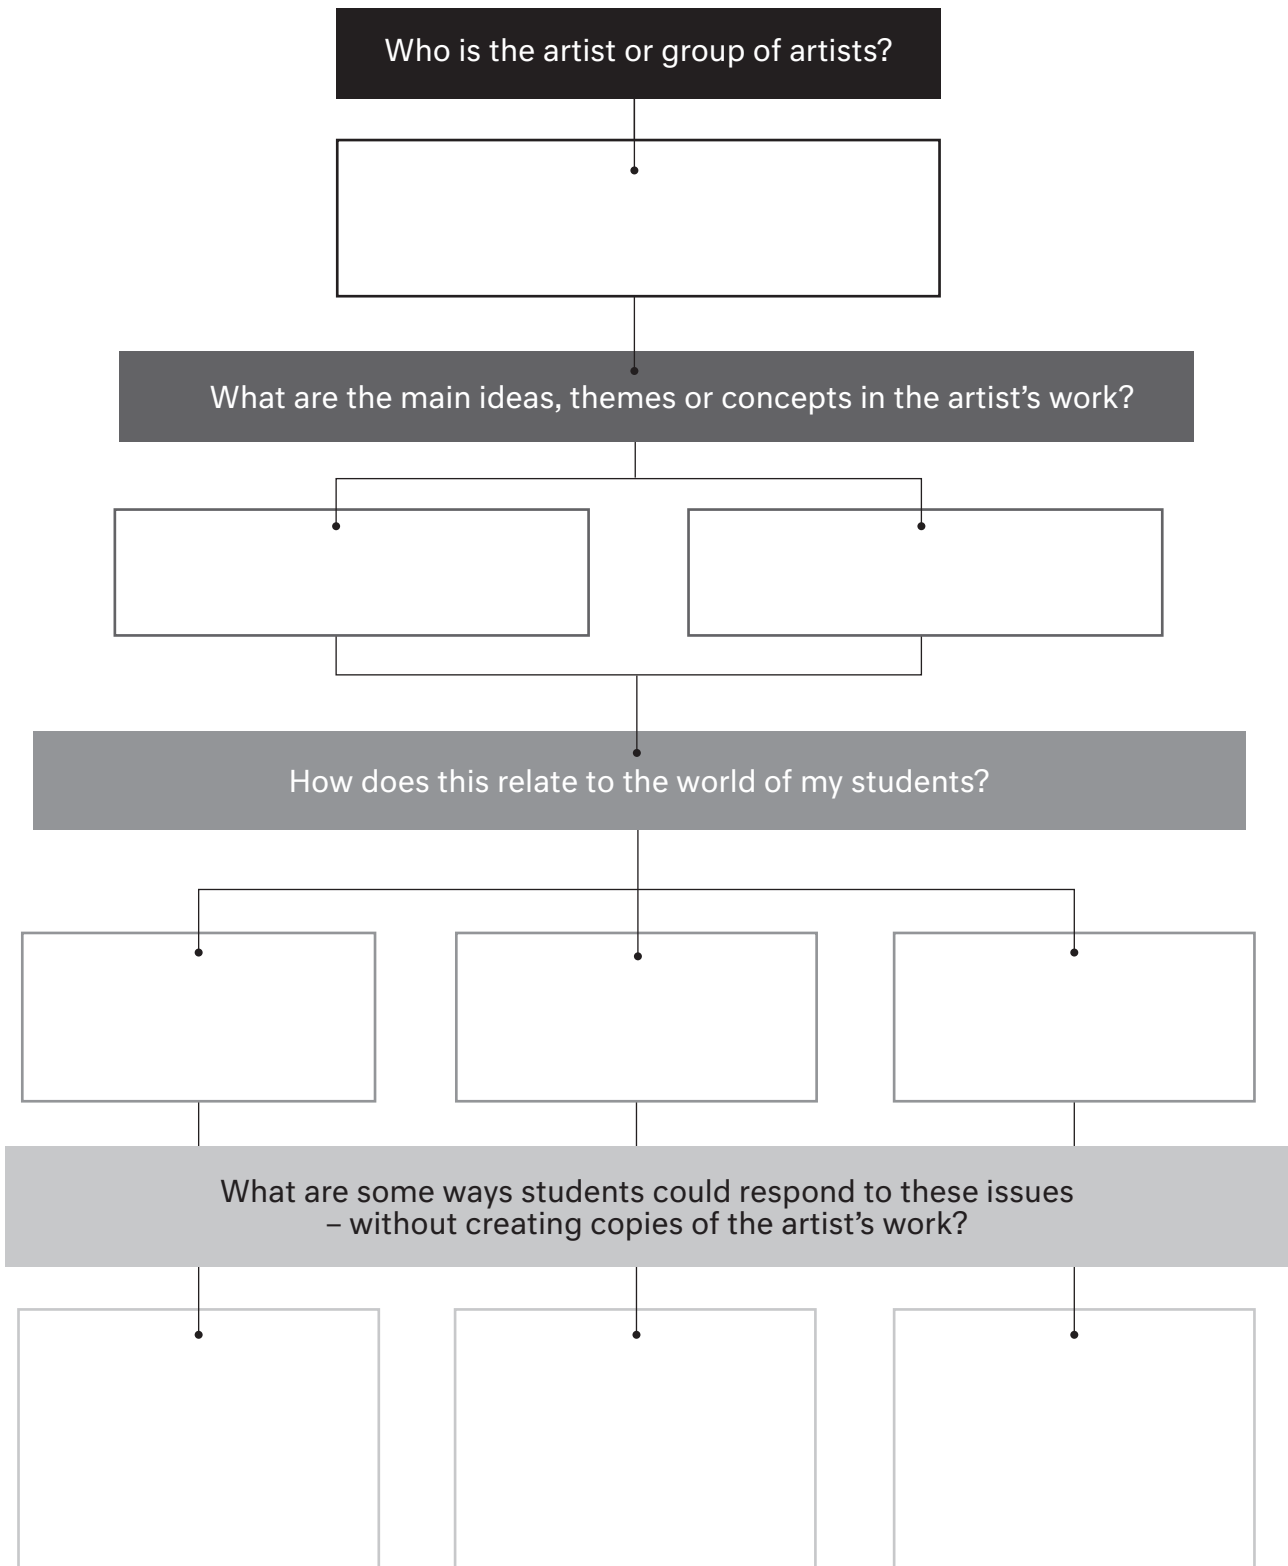 Who is the artist or group of artists?
What are the main ideas, themes or concepts in the artist’s work?
How does this relate to the world of my students?
What are some ways students could respond to these issues
– without creating copies of the artist’s work?